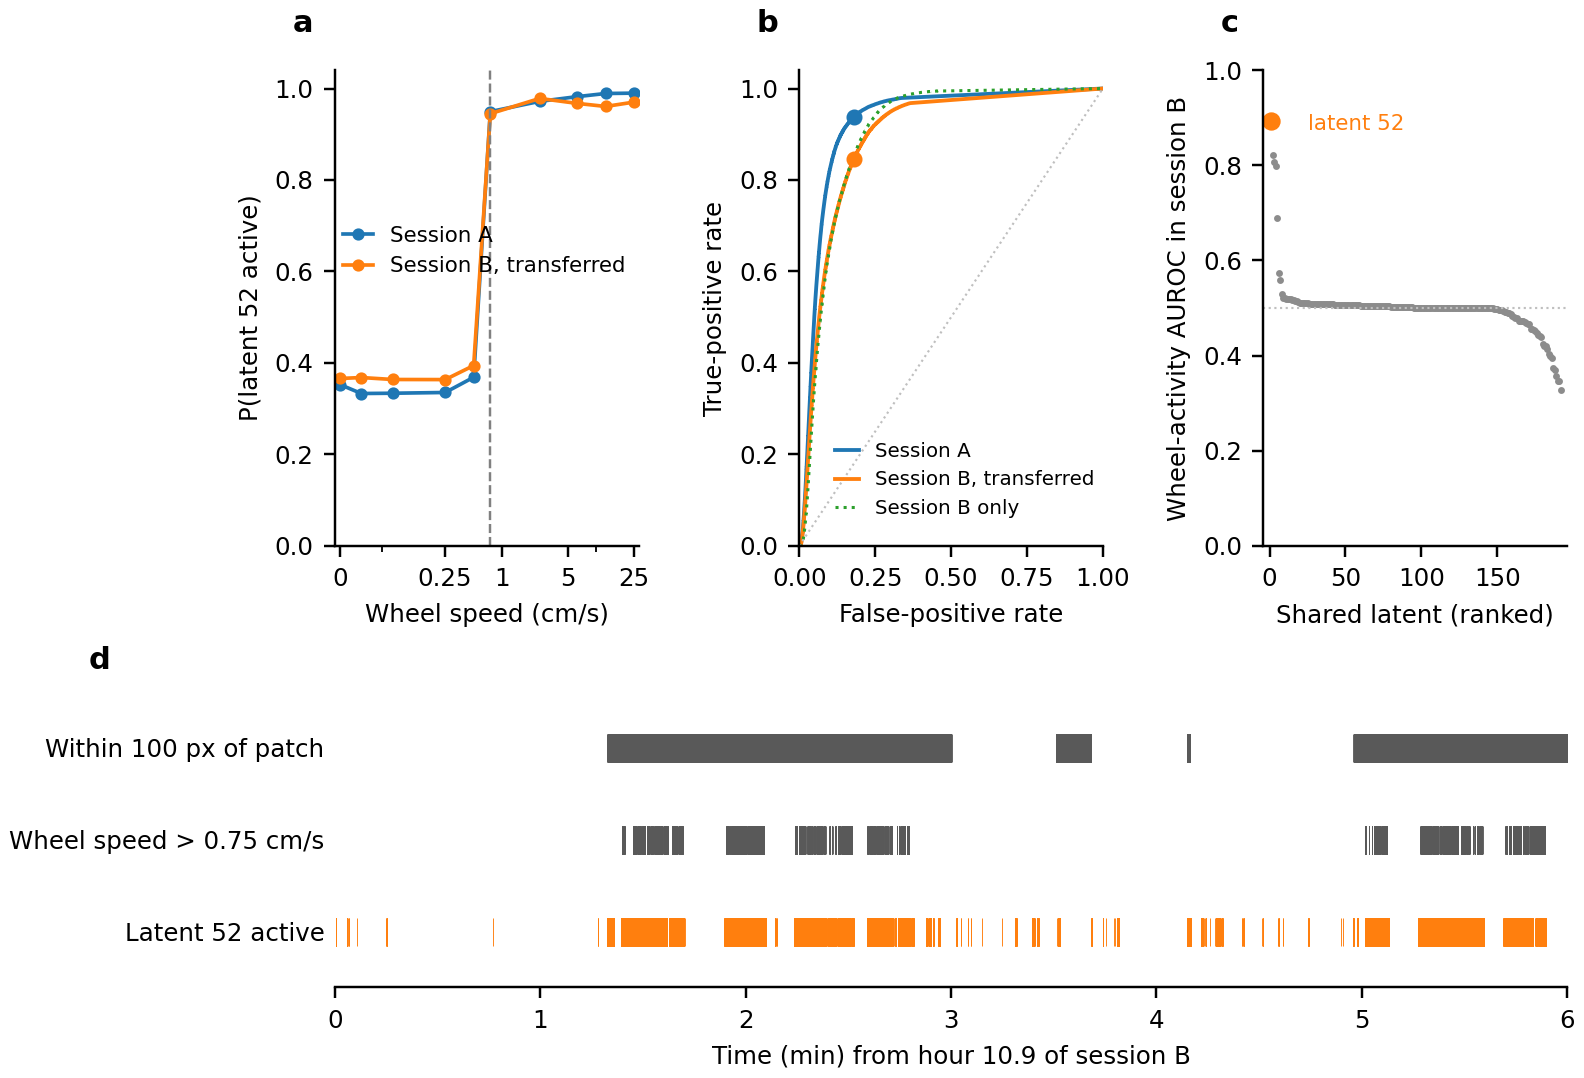 a
1.0
0.8
0.6
0.4
0.2
0.0
P(latent 52 active)
Session A
Session B, transferred
0 0.25 1 5 25
Wheel speed (cm/s)
b
1.0
0.8
0.6
0.4
0.2
0.0
True-positive rate
Session A
Session B, transferred
Session B only
0.00 0.25 0.50 0.75 1.00
False-positive rate
c
1.0
0.8
0.6
0.4
0.2
0.0
Wheel-activity AUROC in session B
latent 52
0 50 100 150
Shared latent (ranked)
d
Within 100 px of patch
Wheel speed > 0.75 cm/s
Latent 52 active
0 1 2 3 4 5 6
Time (min) from hour 10.9 of session B